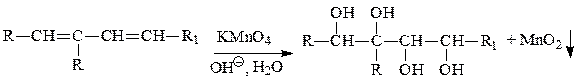 OH OH
R—CH=C—CH=CH—R₁ KMnO₄ R—CH—C—CH—CH—R₁ + MnO₂ ↓
R OH⊖, H₂O R OH OH